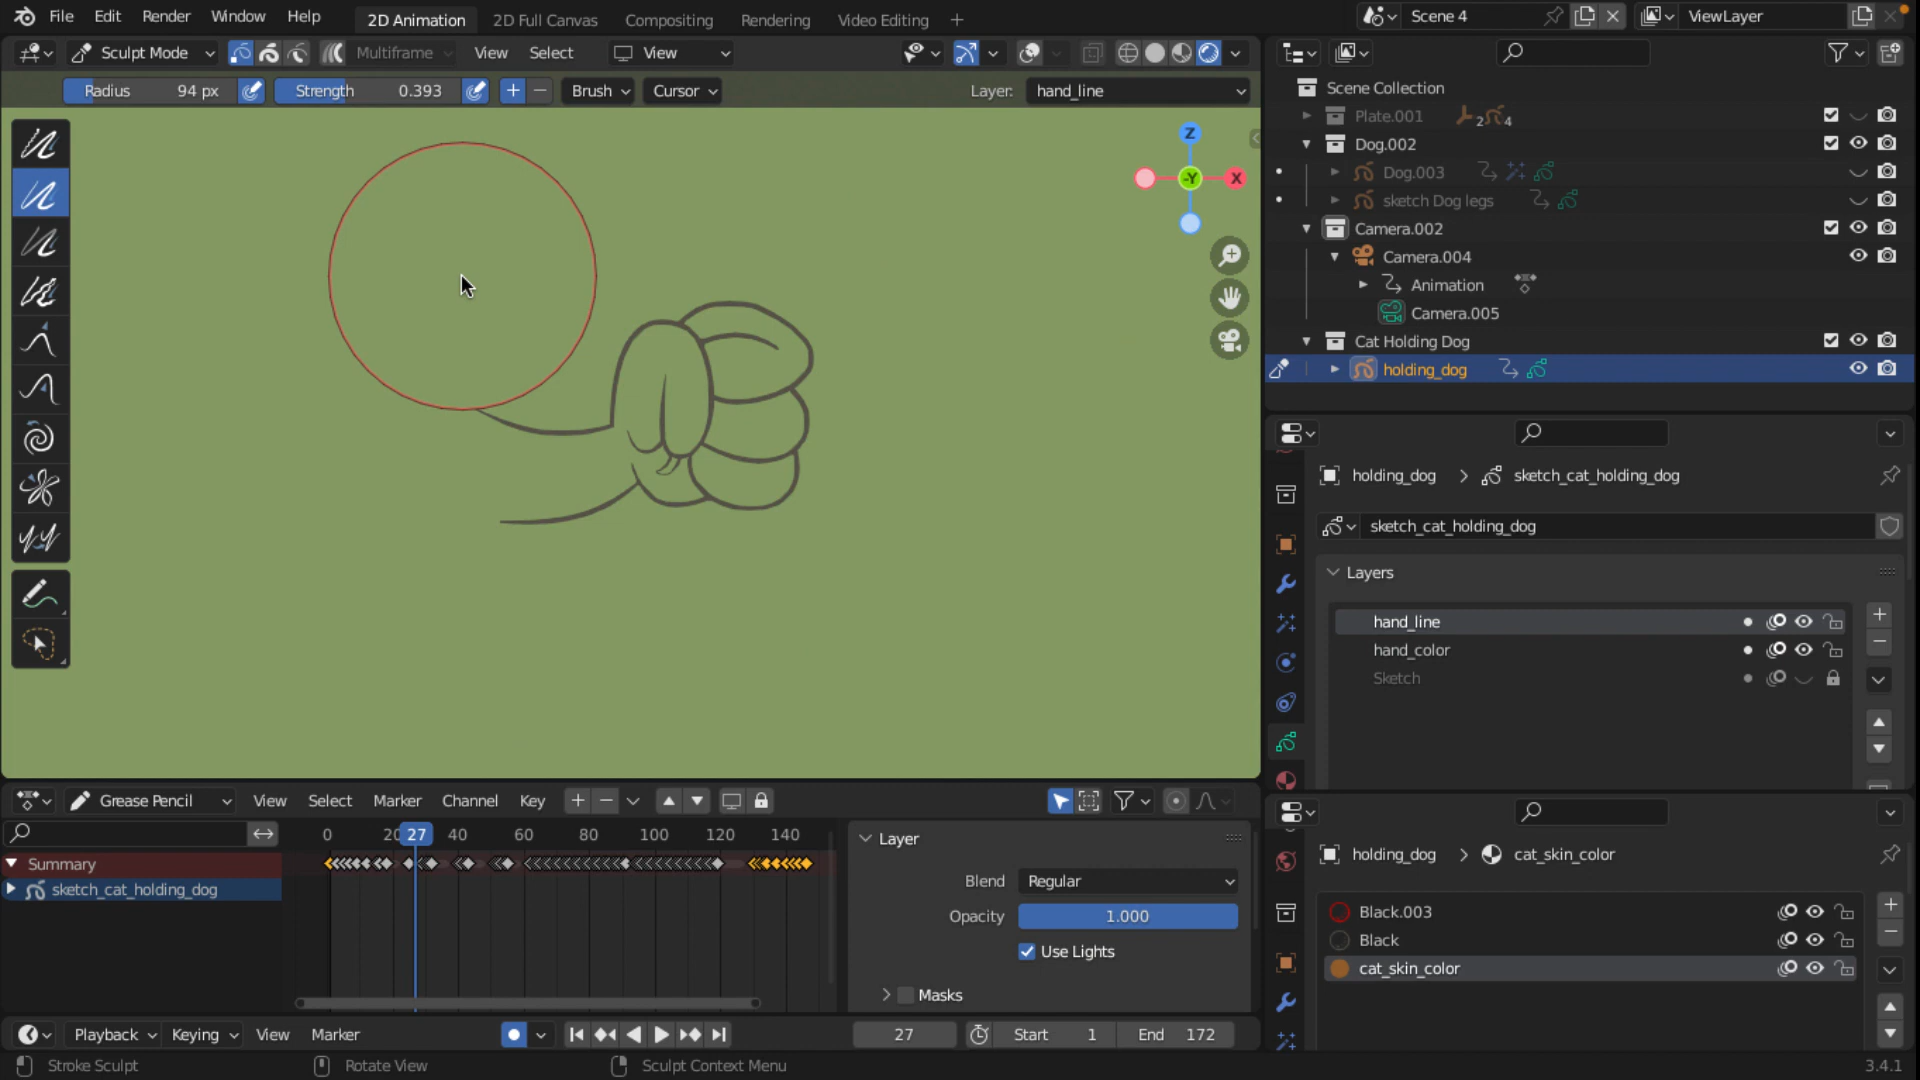 File Edit Render Window Help 2D Animation 2D Full Canvas Compositing Rendering Video Editing + Scene 4 ViewLayer
Sculpt Mode Multiframe View Select View
Radius 94 px Strength 0.393 Brush Cursor Layer: hand_line
Z
-Y X
Scene Collection
Plate.001 2 4
Dog.002
Dog.003
sketch Dog legs
Camera.002
Camera.004
Animation
Camera.005
Cat Holding Dog
holding_dog
holding_dog > sketch_cat_holding_dog
sketch_cat_holding_dog
Layers
hand_line
hand_color
Sketch
Grease Pencil View Select Marker Channel Key
0 20 27 40 60 80 100 120 140
Summary
sketch_cat_holding_dog
Layer
Blend Regular
Opacity 1.000
Use Lights
Masks
holding_dog > cat_skin_color
Black.003
Black
cat_skin_color
Playback Keying View Marker 27 Start 1 End 172
Stroke Sculpt Rotate View Sculpt Context Menu 3.4.1